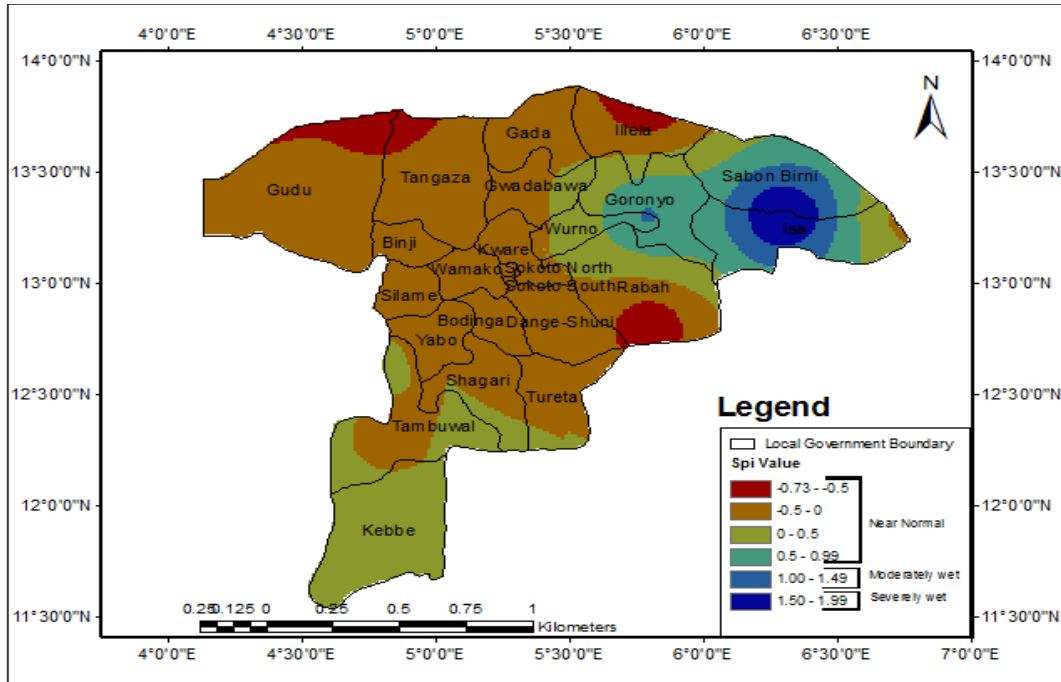 4°0'0"N 4°30'0"N 5°0'0"N 5°30'0"N 6°0'0"N 6°30'0"N 7°0'0"N
14°0'0"N 14°0'0"N
N
Gada Illela
13°30'0"N 13°30'0"N
Gudu Tangaza Gwadabawa Goronyo Sabon Birni
Binji Wurno Isa
Kware
13°0'0"N 13°0'0"N
Wamako Sokoto North
Silame Sokoto South Rabah
Bodinga Dange-Shuni
Yabo
12°30'0"N 12°30'0"N
Shagari Tureta
Tambuwal
12°0'0"N 12°0'0"N
Kebbe
11°30'0"N 11°30'0"N
Legend
Local Government Boundary
Spi Value
-0.73 - -0.5
-0.5 - 0
0 - 0.5
0.5 - 0.99
1.00 - 1.49
1.50 - 1.99
Near Normal
Moderately wet
Severely wet
0.25 0.125 0 0.25 0.5 0.75 1
Kilometers
4°0'0"N 4°30'0"N 5°0'0"N 5°30'0"N 6°0'0"N 6°30'0"N 7°0'0"N